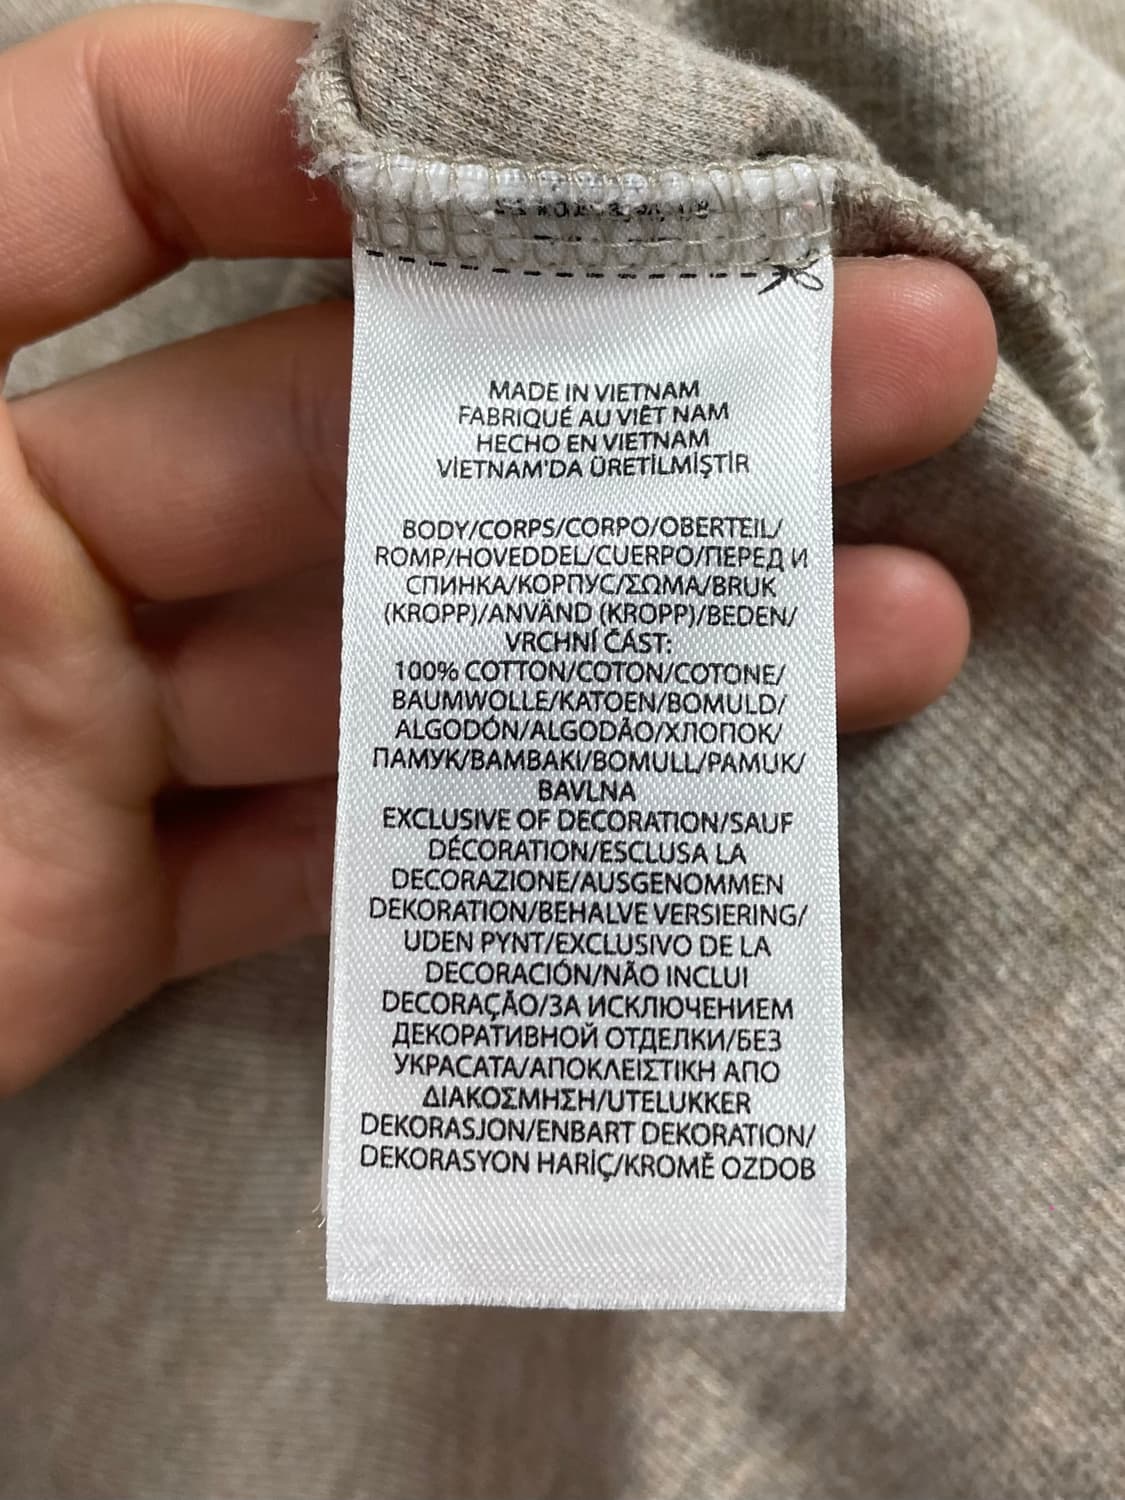 MADE IN VIETNAM
FABRIQUÉ AU VIÊT NAM
HECHO EN VIETNAM
VİETNAM'DA ÜRETİLMİŞTİR
BODY/CORPS/CORPO/OBERTEIL/
ROMP/HOVEDDEL/CUERPO/ПЕРЕД И
СПИНКА/КОРПУС/ΣΩΜΑ/BRUK
(KROPP)/ANVÄND (KROPP)/BEDEN/
VRCHNÍ ČÁST:
100% COTTON/COTON/COTONE/
BAUMWOLLE/KATOEN/BOMULD/
ALGODÓN/ALGODÃO/ХЛОПОК/
ПАМУК/BAMBAKI/BOMULL/PAMUK/
BAVLNA
EXCLUSIVE OF DECORATION/SAUF
DÉCORATION/ESCLUSA LA
DECORAZIONE/AUSGENOMMEN
DEKORATION/BEHALVE VERSIERING/
UDEN PYNT/EXCLUSIVO DE LA
DECORACIÓN/NÃO INCLUI
DECORAÇÃO/ЗА ИСКЛЮЧЕНИЕМ
ДЕКОРАТИВНОЙ ОТДЕЛКИ/БЕЗ
УКРАСАТА/ΑΠΟΚΛΕΙΣΤΙΚΗ ΑΠΟ
ΔΙΑΚΟΣΜΗΣΗ/UTELUKKER
DEKORASJON/ENBART DEKORATION/
DEKORASYON HARİÇ/KROMĚ OZDOB